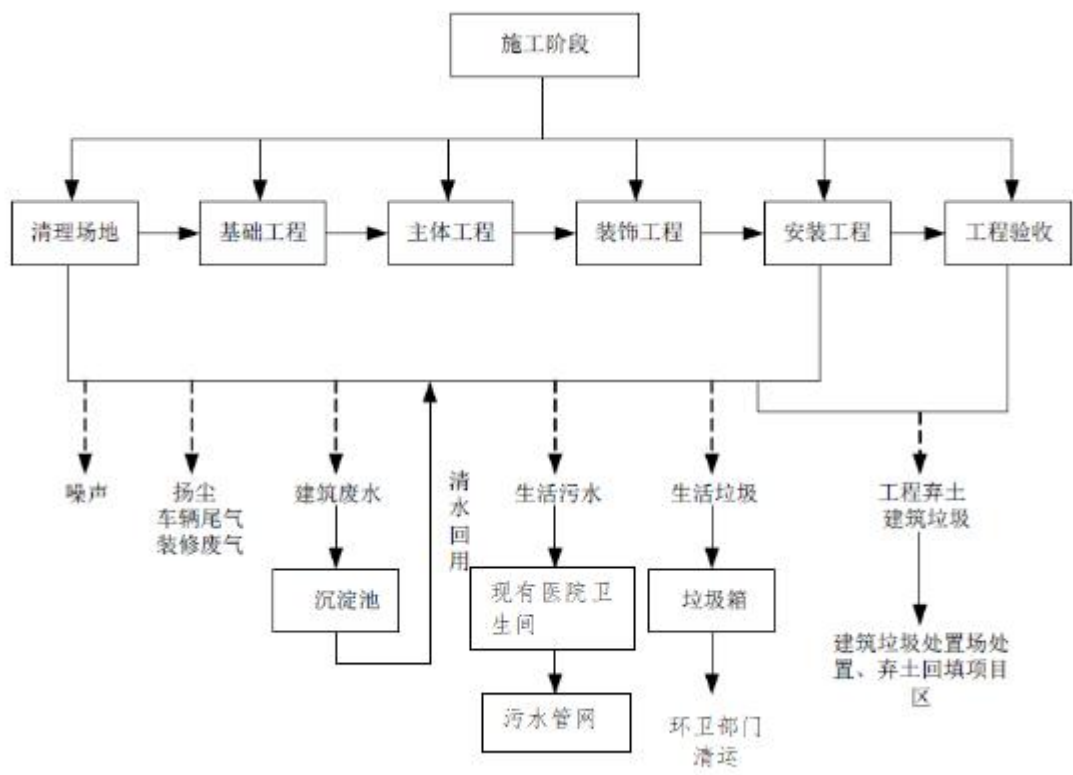 施工阶段
清理场地
基础工程
主体工程
装饰工程
安装工程
工程验收
噪声
扬尘
车辆尾气
装修废气
建筑废水
清水回用
生活污水
生活垃圾
工程弃土
建筑垃圾
沉淀池
现有医院卫
生间
垃圾箱
建筑垃圾处置场处
置、弃土回填项目
区
污水管网
环卫部门
清运